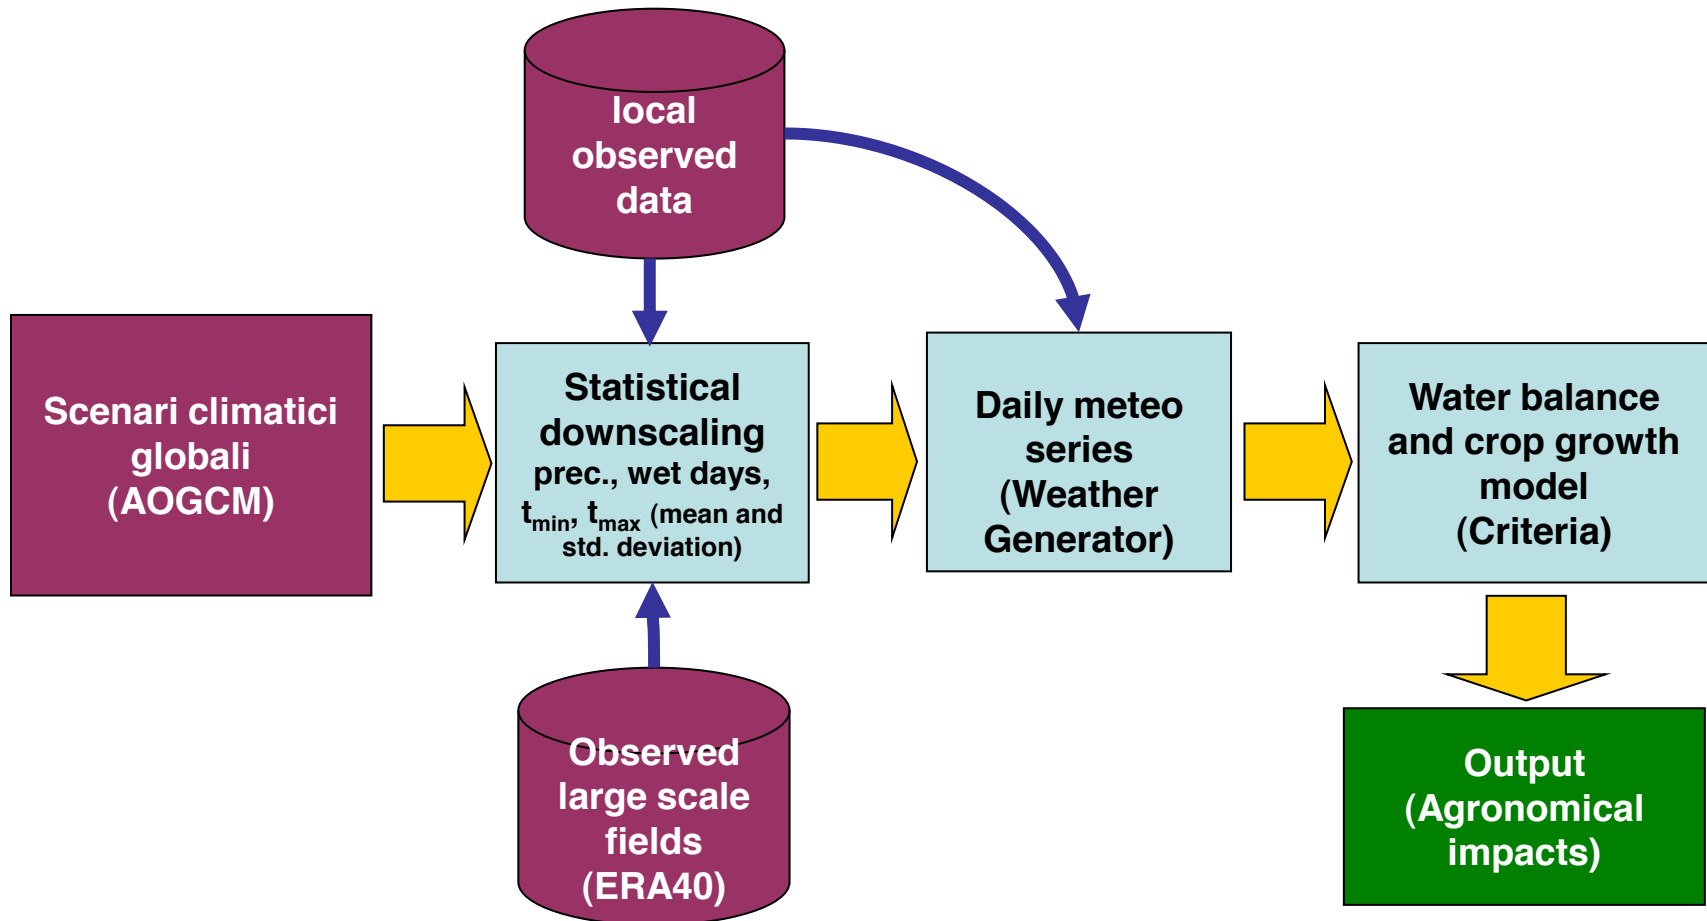 local
observed
data
Scenari climatici
globali
(AOGCM)
Statistical
downscaling
prec., wet days,
tmin, tmax (mean and
std. deviation)
Daily meteo
series
(Weather
Generator)
Water balance
and crop growth
model
(Criteria)
Observed
large scale
fields
(ERA40)
Output
(Agronomical
impacts)